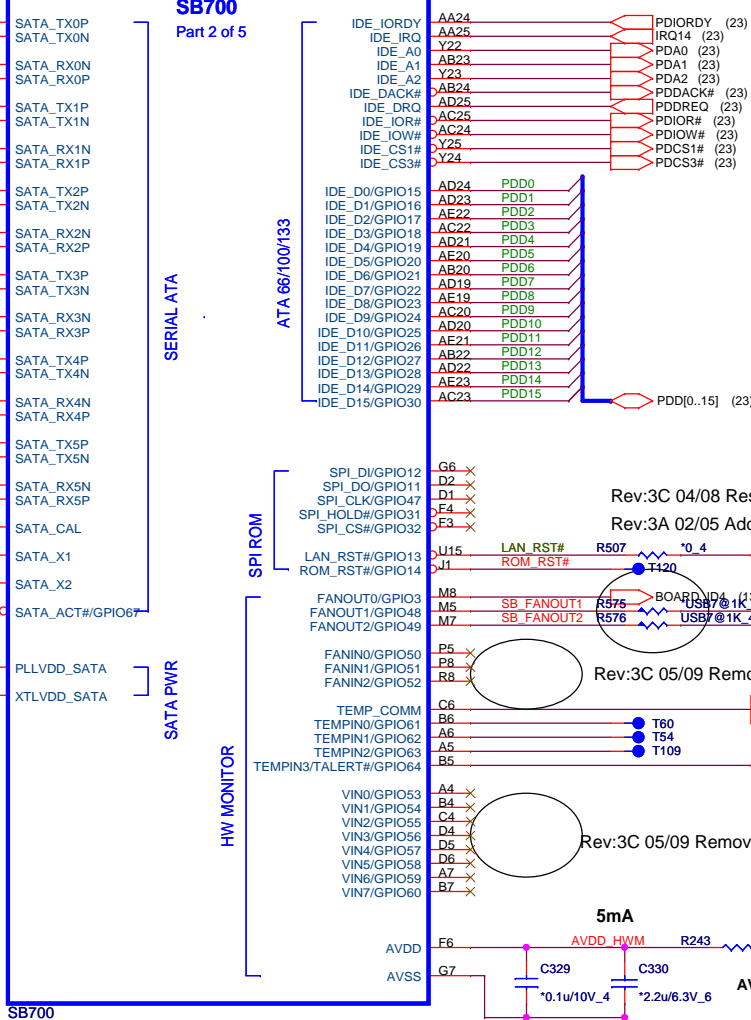 SB700
Part 2 of 5
SATA_TX0P
SATA_TX0N
SATA_RX0N
SATA_RX0P
SATA_TX1P
SATA_TX1N
SATA_RX1N
SATA_RX1P
SATA_TX2P
SATA_TX2N
SATA_RX2N
SATA_RX2P
SATA_TX3P
SATA_TX3N
SATA_RX3N
SATA_RX3P
SATA_TX4P
SATA_TX4N
SATA_RX4N
SATA_RX4P
SATA_TX5P
SATA_TX5N
SATA_RX5N
SATA_RX5P
SATA_CAL
SATA_X1
SATA_X2
SATA_ACT#/GPIO67
PLLVDD_SATA
XTLVDD_SATA
SERIAL ATA
SATA PWR
ATA 66/100/133
SPI ROM
HW MONITOR
IDE_IORDY AA24 PDIORDY (23)
IDE_IRQ AA25 IRQ14 (23)
IDE_A0 Y22 PDA0 (23)
IDE_A1 AB23 PDA1 (23)
IDE_A2 Y23 PDA2 (23)
IDE_DACK# AB24 PDDACK# (23)
IDE_DRQ AD25 PDDREQ (23)
IDE_IOR# AC25 PDIOR# (23)
IDE_IOW# AC24 PDIOW# (23)
IDE_CS1# Y25 PDCS1# (23)
IDE_CS3# Y24 PDCS3# (23)
IDE_D0/GPIO15 AD24 PDD0
IDE_D1/GPIO16 AD23 PDD1
IDE_D2/GPIO17 AE22 PDD2
IDE_D3/GPIO18 AC22 PDD3
IDE_D4/GPIO19 AD21 PDD4
IDE_D5/GPIO20 AE20 PDD5
IDE_D6/GPIO21 AB20 PDD6
IDE_D7/GPIO22 AD19 PDD7
IDE_D8/GPIO23 AE19 PDD8
IDE_D9/GPIO24 AC20 PDD9
IDE_D10/GPIO25 AD20 PDD10
IDE_D11/GPIO26 AE21 PDD11
IDE_D12/GPIO27 AB22 PDD12
IDE_D13/GPIO28 AD22 PDD13
IDE_D14/GPIO29 AE23 PDD14
IDE_D15/GPIO30 AC23 PDD15
PDD[0..15] (23)
SPI_DI/GPIO12 G6
SPI_DO/GPIO11 D2
SPI_CLK/GPIO47 D1
SPI_HOLD#/GPIO31 F4
SPI_CS#/GPIO32 F3
Rev:3C 04/08 Res
Rev:3A 02/05 Add
LAN_RST#/GPIO13 U15 LAN_RST# R507 *0_4
ROM_RST#/GPIO14 J1 ROM_RST# T120
FANOUT0/GPIO3 M8 BOARD_ID4 (13
FANOUT1/GPIO48 M5 SB_FANOUT1 R575 *USB7@1K_
FANOUT2/GPIO49 M7 SB_FANOUT2 R576 USB7@1K_4
FANIN0/GPIO50 P5
FANIN1/GPIO51 P8
FANIN2/GPIO52 R8
Rev:3C 05/09 Remo
TEMP_COMM C6
TEMPIN0/GPIO61 B6 T60
TEMPIN1/GPIO62 A6 T54
TEMPIN2/GPIO63 A5 T109
TEMPIN3/TALERT#/GPIO64 B5
VIN0/GPIO53 A4
VIN1/GPIO54 B4
VIN2/GPIO55 C4
VIN3/GPIO56 D4
VIN4/GPIO57 D5
VIN5/GPIO58 D6
VIN6/GPIO59 A7
VIN7/GPIO60 B7
Rev:3C 05/09 Remov
5mA
AVDD F6 AVDD_HWM R243
AVSS G7
C329
*0.1u/10V_4
C330
*2.2u/6.3V_6
AV
SB700